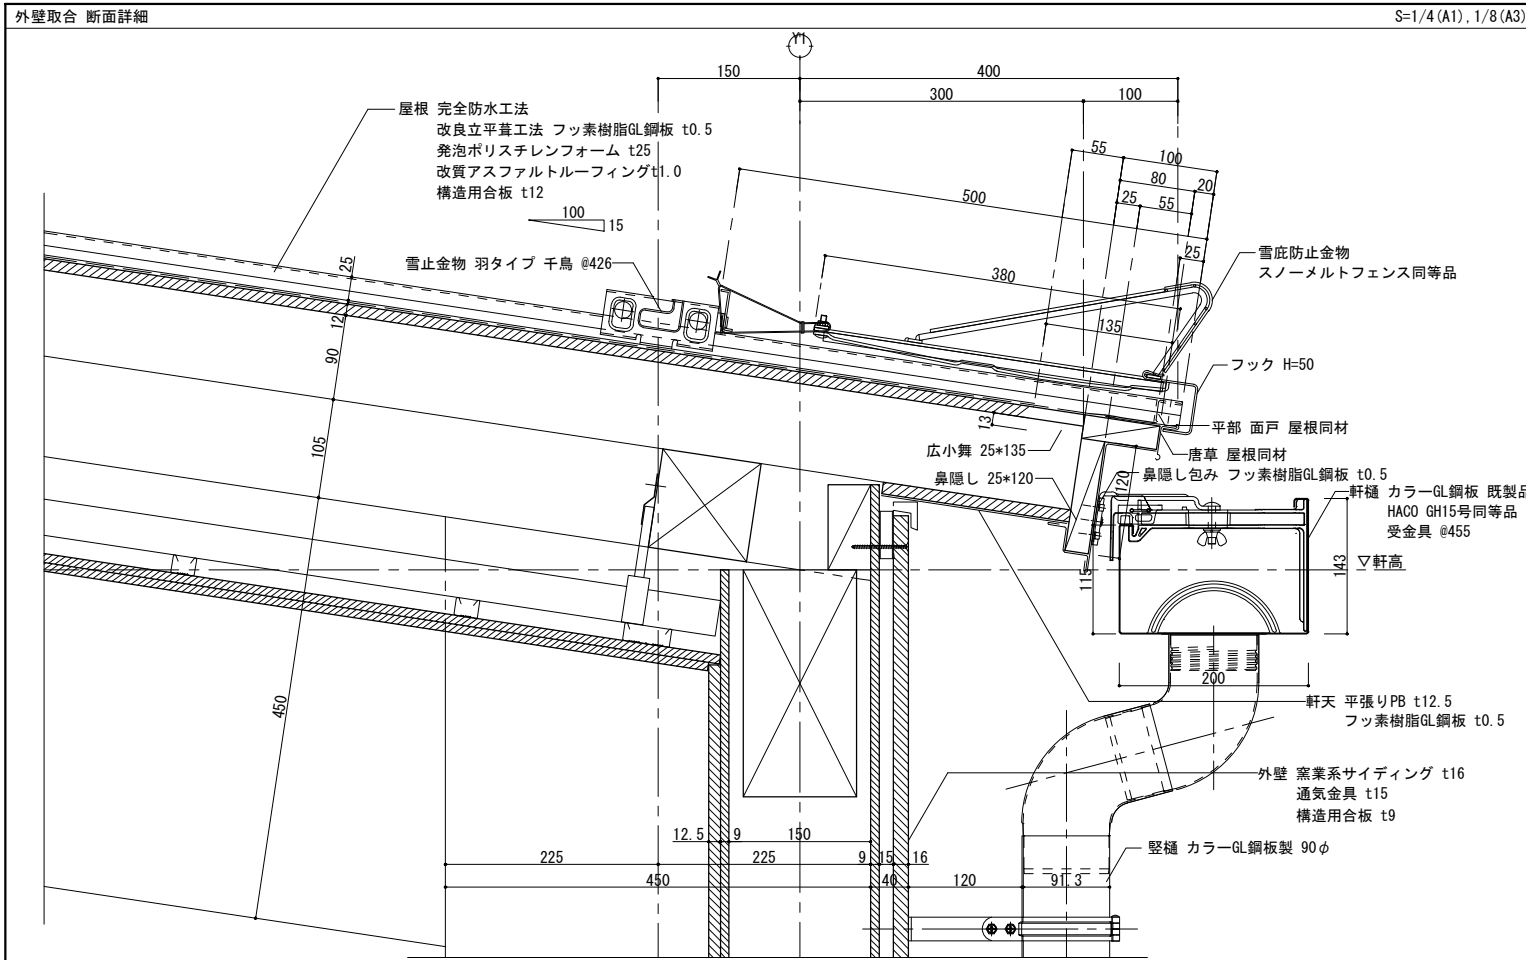 外壁取合 断面詳細
S=1/4(A1), 1/8(A3)
Y1
150
400
300
100
屋根 完全防水工法
改良立平葺工法 フッ素樹脂GL鋼板 t0.5
発泡ポリスチレンフォーム t25
改質アスファルトルーフィングt1.0
構造用合板 t12
100
15
55
100
80
20
25
55
500
25
雪庇防止金物
スノーメルトフェンス同等品
雪止金物 羽タイプ 千鳥 @426
25
380
12
135
90
フック H=50
13
平部 面戸 屋根同材
広小舞 25*135
唐草 屋根同材
105
鼻隠し 25*120
120
鼻隠し包み フッ素樹脂GL鋼板 t0.5
軒樋 カラーGL鋼板 既製品
HACO GH15号同等品
受金具 @455
143
▽軒高
115
200
450
軒天 平張りPB t12.5
フッ素樹脂GL鋼板 t0.5
外壁 窯業系サイディング t16
通気金具 t15
構造用合板 t9
12.5
9
150
竪樋 カラーGL鋼板製 90φ
225
225
9
15
16
450
40
120
91.3